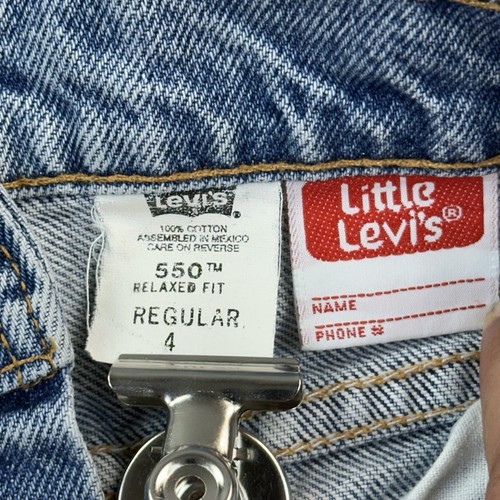 Levi's®
100% COTTON
ASSEMBLED IN MEXICO
CARE ON REVERSE
550™
RELAXED FIT
REGULAR
4
Little
Levi's®
NAME
PHONE #